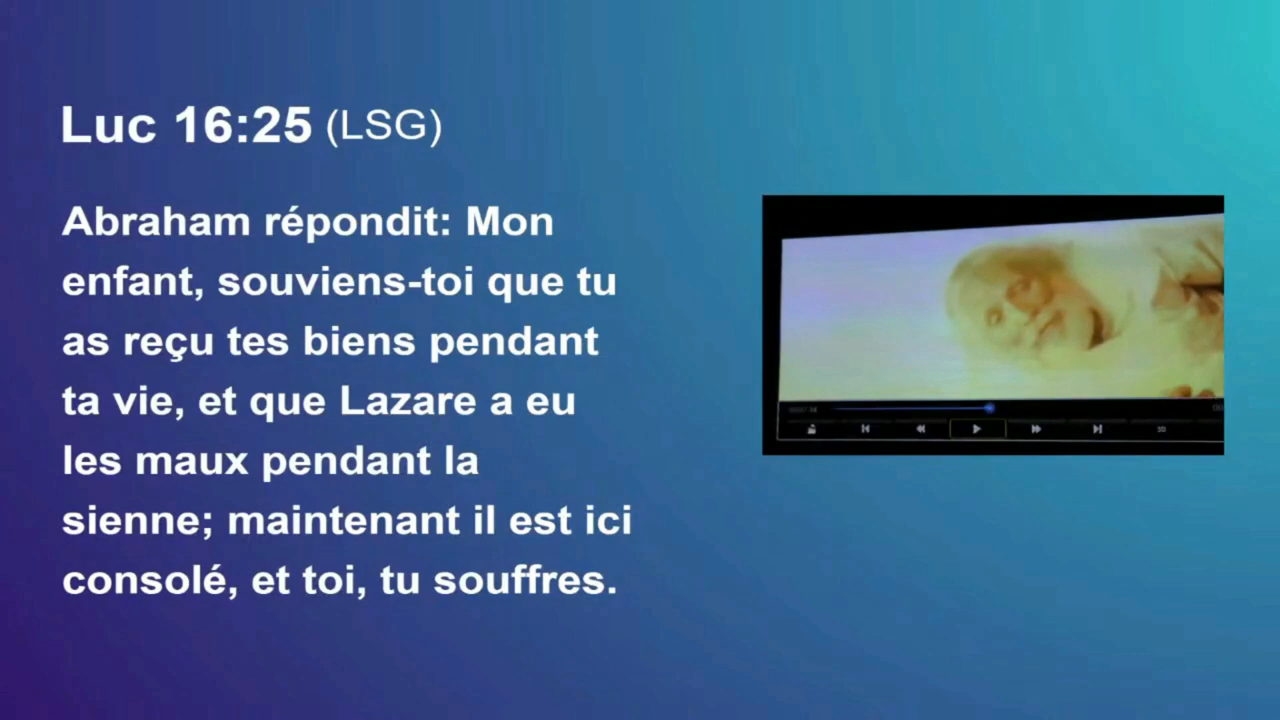 Luc 16:25 (LSG)
Abraham répondit: Mon
enfant, souviens-toi que tu
as reçu tes biens pendant
ta vie, et que Lazare a eu
les maux pendant la
sienne; maintenant il est ici
consolé, et toi, tu souffres.